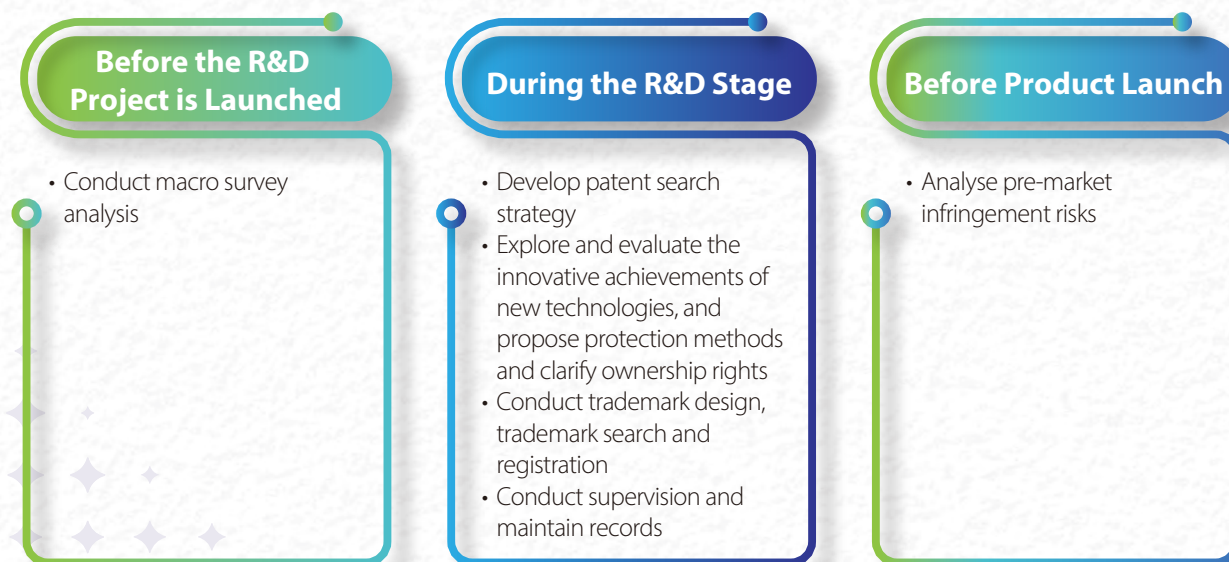 Before the R&D
Project is Launched
• Conduct macro survey
analysis
During the R&D Stage
• Develop patent search
strategy
• Explore and evaluate the
innovative achievements of
new technologies, and
propose protection methods
and clarify ownership rights
• Conduct trademark design,
trademark search and
registration
• Conduct supervision and
maintain records
Before Product Launch
• Analyse pre-market
infringement risks